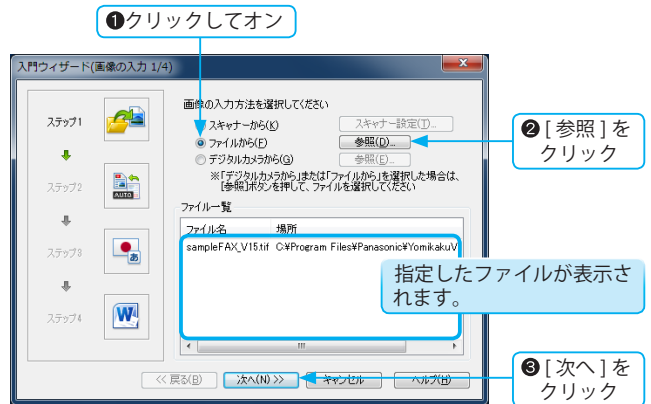 ❶クリックしてオン
入門ウィザード(画像の入力 1/4)
画像の入力方法を選択してください
ステップ1
スキャナーから(K)
スキャナー設定(T)...
ファイルから(F)
参照(D)...
❷[参照]を
クリック
デジタルカメラから(G)
参照(E)...
※「デジタルカメラから」または「ファイルから」を選択した場合は、
[参照]ボタンを押して、ファイルを選択してください
ステップ2
AUTO
ファイル一覧
ファイル名 場所
sampleFAX_V15.tif C:¥Program Files¥Panasonic¥YomikakuV
ステップ3
あ
指定したファイルが表示さ
れます。
ステップ4
W
<< 戻る(B)
次へ(N) >>
キャンセル
ヘルプ(H)
❸[次へ]を
クリック